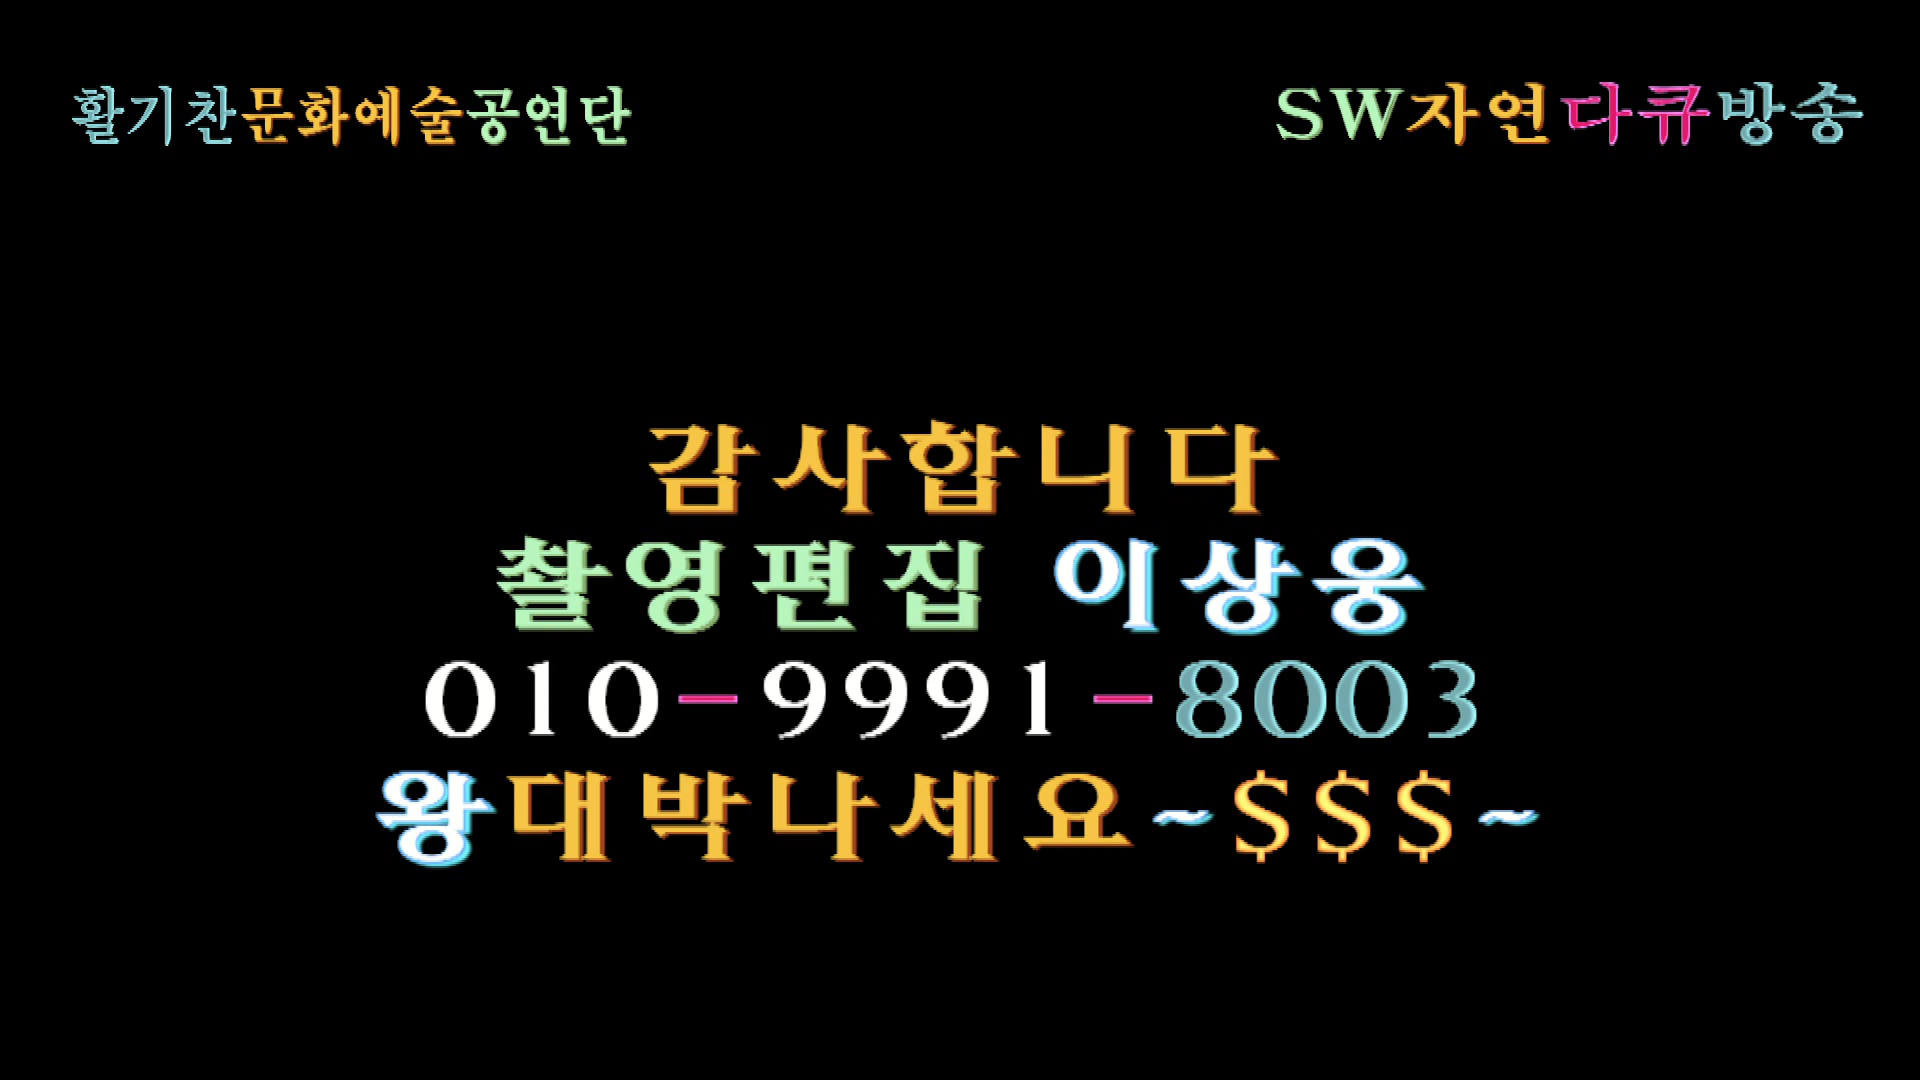 활기찬문화예술공연단
SW자연다큐방송
감사합니다
촬영편집 이상웅
010-9991-8003
왕대박나세요~$$$~